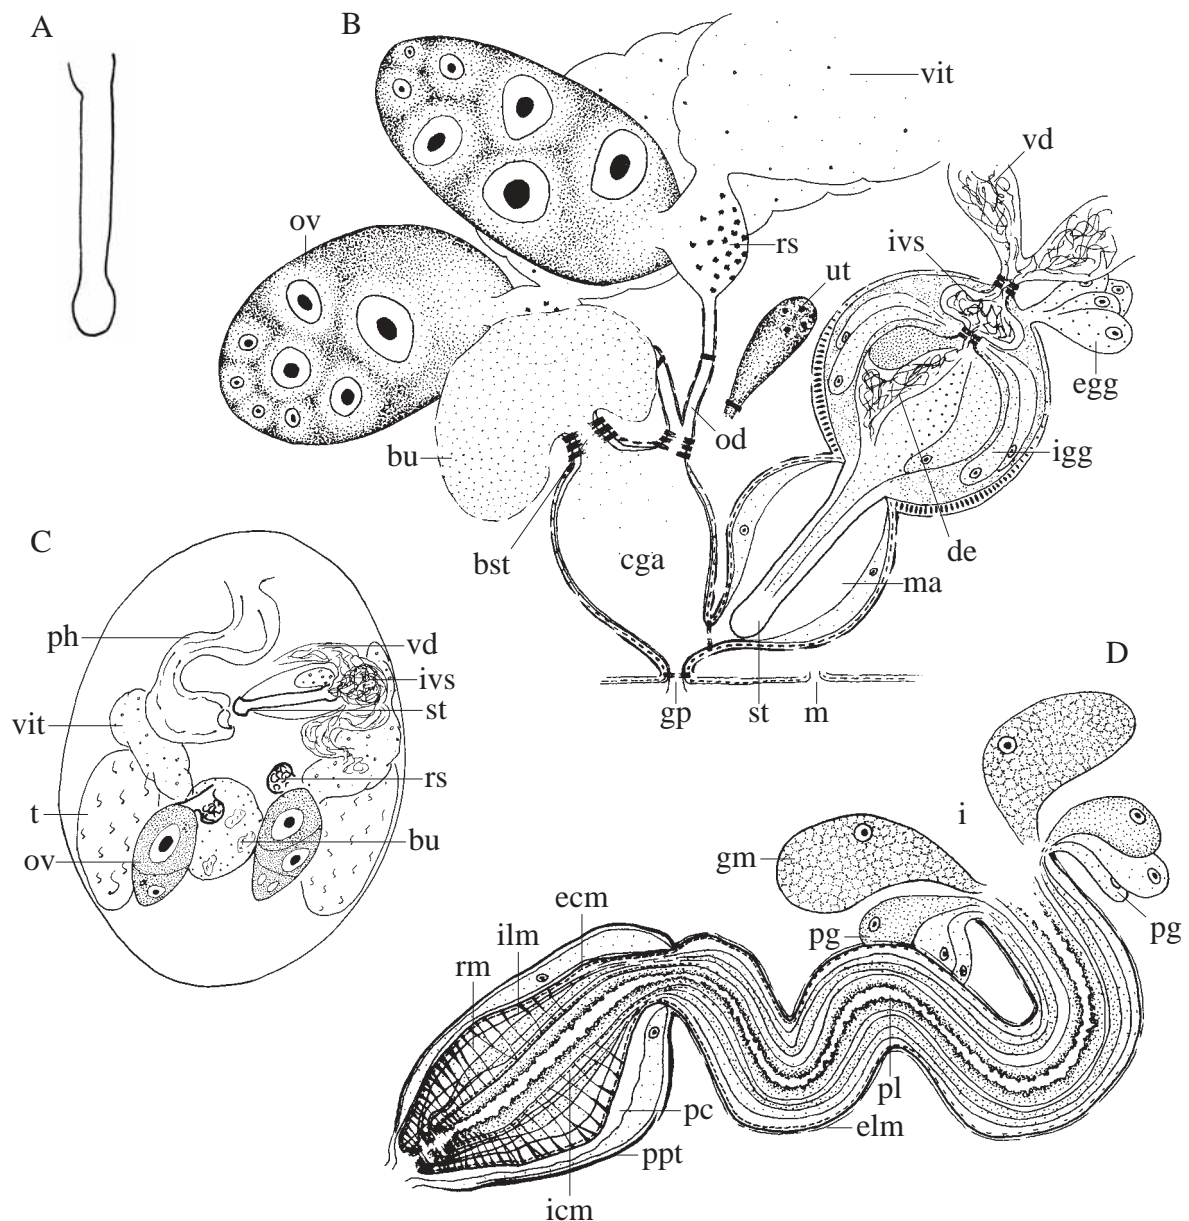 A
B
vit
vd
ov
rs
ivs
ut
egg
od
bu
igg
de
bst
cga
ma
C
ph
vd
ivs
st
vit
gp
st
m
D
rs
t
bu
ov
i
gm
pg
pg
ecm
ilm
rm
pl
pc
elm
ppt
icm